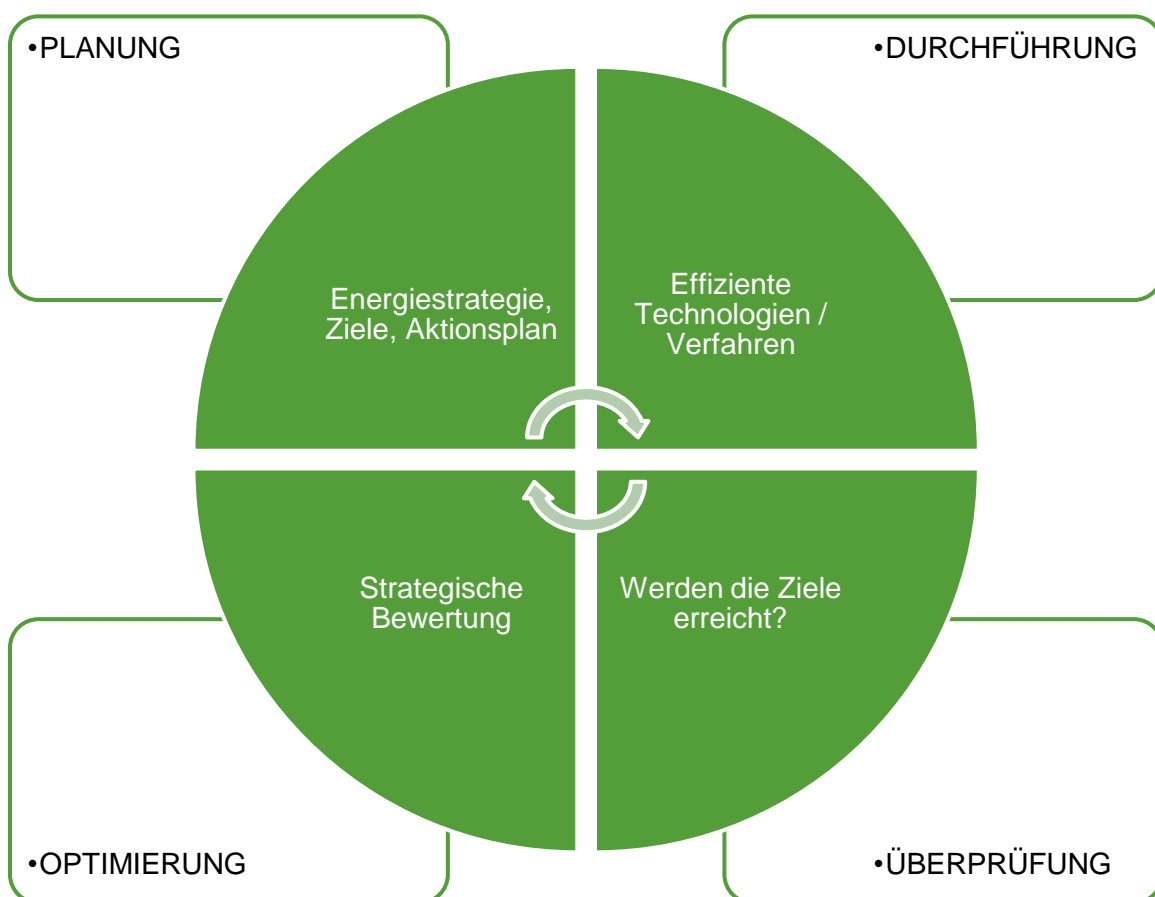 •PLANUNG
•DURCHFÜHRUNG
Energiestrategie,
Ziele, Aktionsplan
Effiziente
Technologien /
Verfahren
Strategische
Bewertung
Werden die Ziele
erreicht?
•OPTIMIERUNG
•ÜBERPRÜFUNG